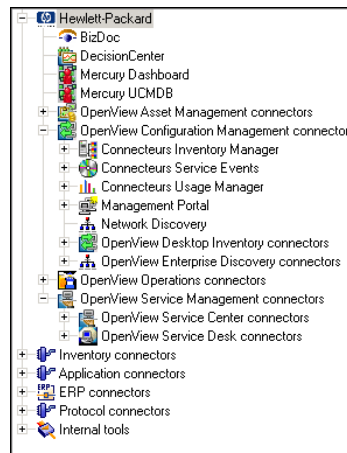 Hewlett-Packard
BizDoc
DecisionCenter
Mercury Dashboard
Mercury UCMDB
OpenView Asset Management connectors
OpenView Configuration Management connector
Connecteurs Inventory Manager
Connecteurs Service Events
Connecteurs Usage Manager
Management Portal
Network Discovery
OpenView Desktop Inventory connectors
OpenView Enterprise Discovery connectors
OpenView Operations connectors
OpenView Service Management connectors
OpenView Service Center connectors
OpenView Service Desk connectors
Inventory connectors
Application connectors
ERP connectors
Protocol connectors
Internal tools